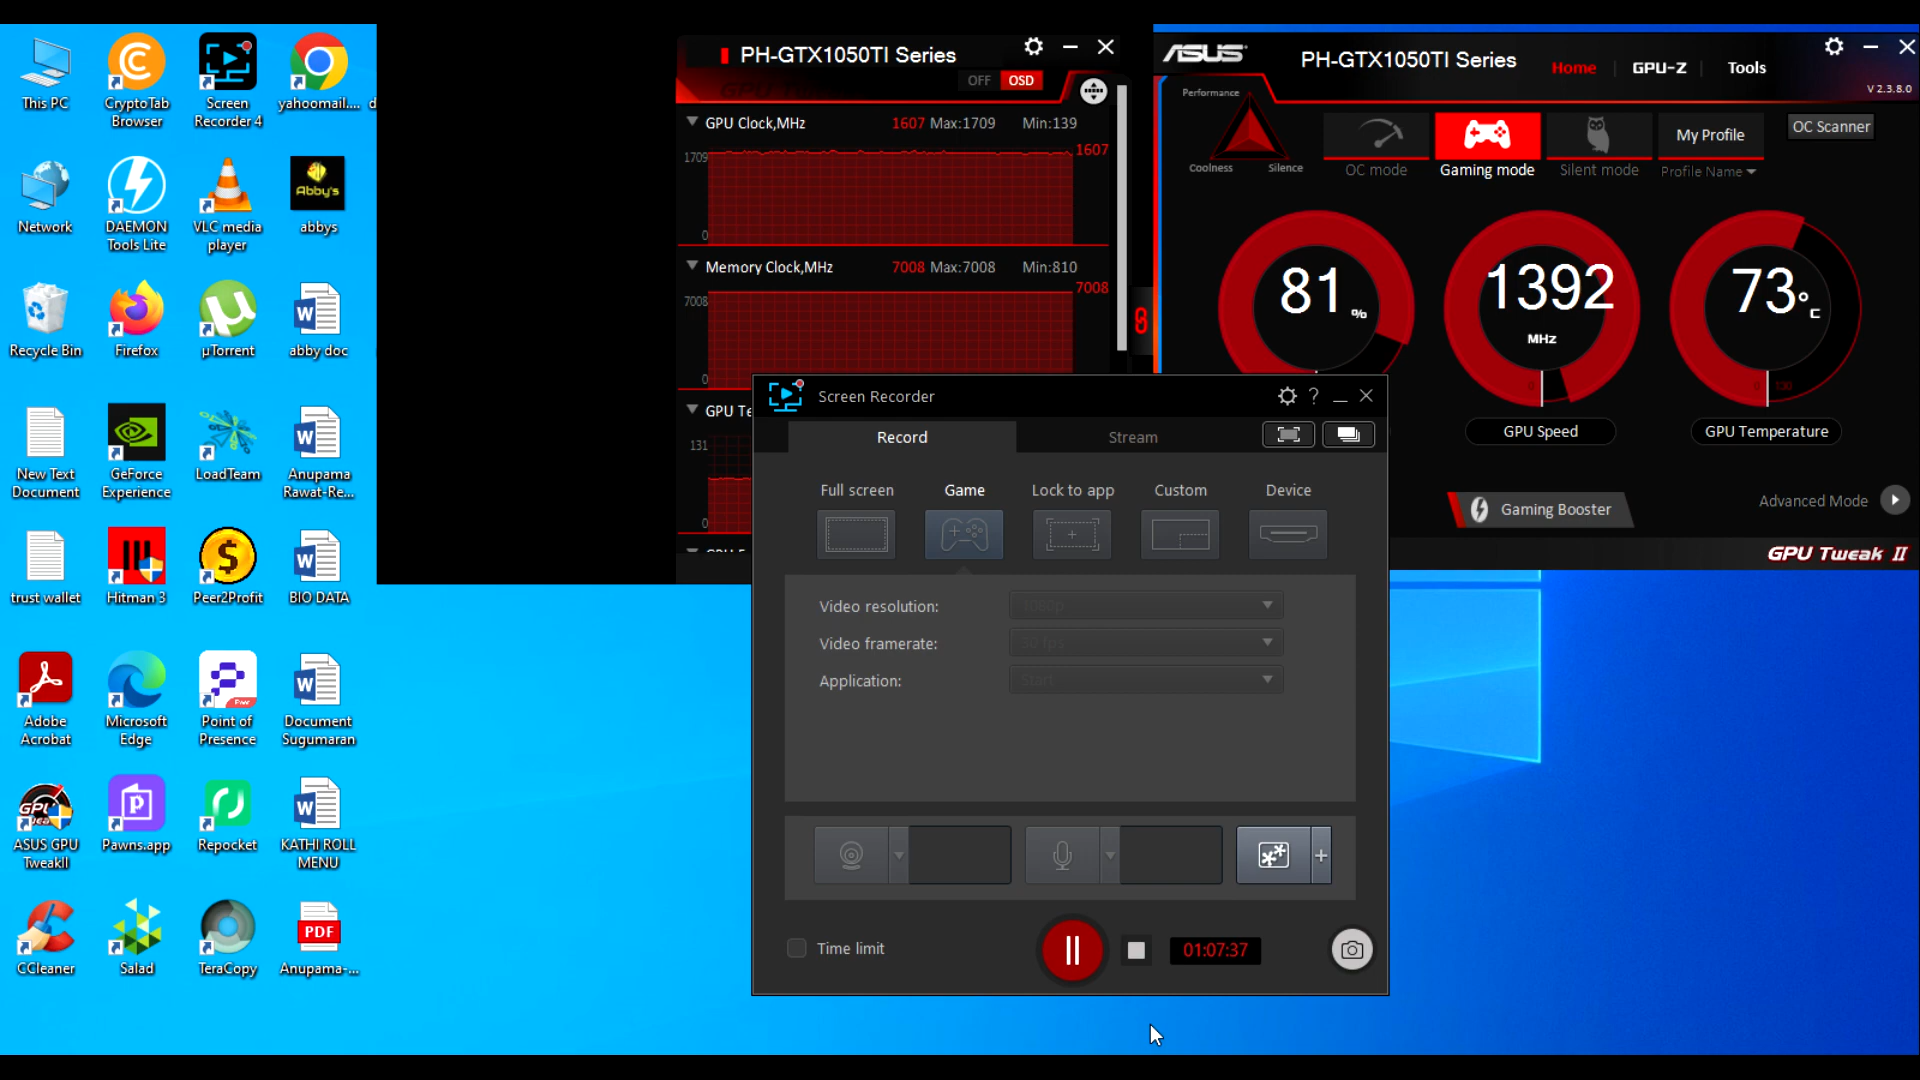 This PC
CryptoTab
Browser
Screen
Recorder 4
yahoomail....
d
Network
DAEMON
Tools Lite
VLC media
player
Abby's
abbys
Recycle Bin
Firefox
µTorrent
abby doc
New Text
Document
GeForce
Experience
LoadTeam
Anupama
Rawat-Re...
trust wallet
Hitman 3
Peer2Profit
BIO DATA
Adobe
Acrobat
Microsoft
Edge
Point of
Presence
Document
Sugumaran
ASUS GPU
TweakII
Pawns.app
Repocket
KATHI ROLL
MENU
CCleaner
Salad
TeraCopy
PDF
Anupama-...
PH-GTX1050TI Series
OFF OSD
GPU Clock,MHz 1607 Max:1709 Min:139
1709 1607
0
Memory Clock,MHz 7008 Max:7008 Min:810
7008 7008
0
GPU Te
131
0
ASUS
PH-GTX1050TI Series
Home GPU-Z Tools
V 2.3.8.0
Performance
Coolness Silence
OC mode
Gaming mode
Silent mode
My Profile
Profile Name
OC Scanner
81 %
1392
MHz
73°C
GPU Speed
GPU Temperature
Gaming Booster
Advanced Mode
GPU Tweak II
Screen Recorder
?
Record Stream
Full screen Game Lock to app Custom Device
Video resolution: 1080p
Video framerate: 30 fps
Application: Start
Time limit
01:07:37